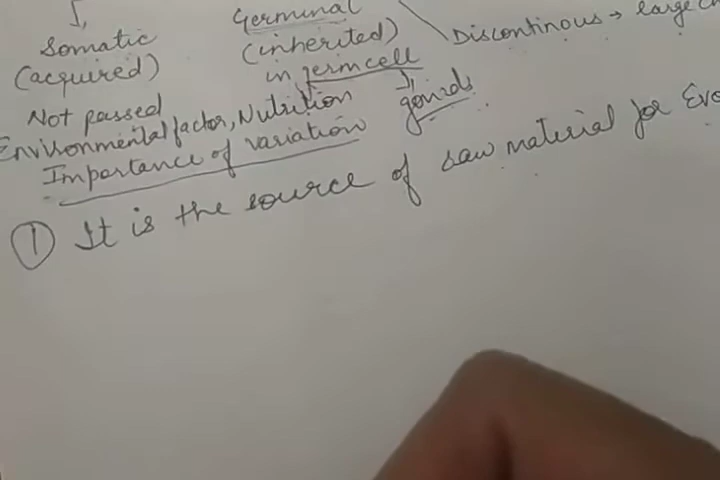 Somatic
(acquired)
Not passed
Environmental factor, Nutrition
Germinal
(inherited)
in germcell
gonads
Discontinous → large
Importance of variation
① It is the source of raw material for Evo